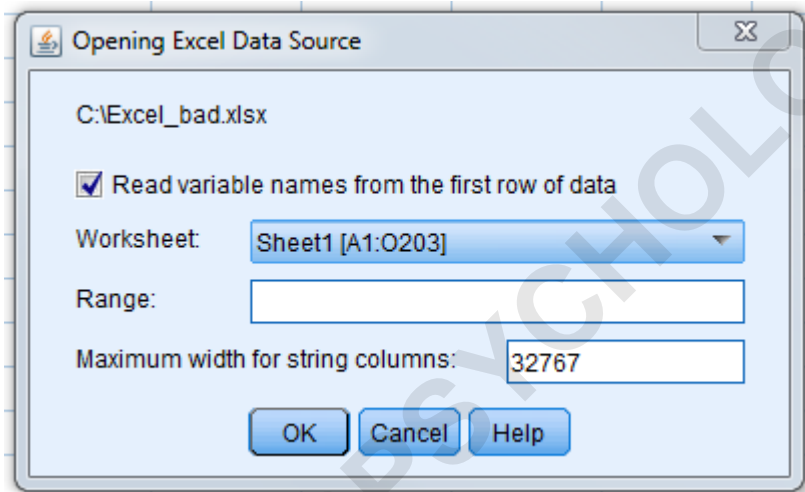 Opening Excel Data Source
C:\Excel_bad.xlsx
Read variable names from the first row of data
Worksheet: Sheet1 [A1:O203]
Range:
Maximum width for string columns: 32767
OK Cancel Help
PSYCHOLO